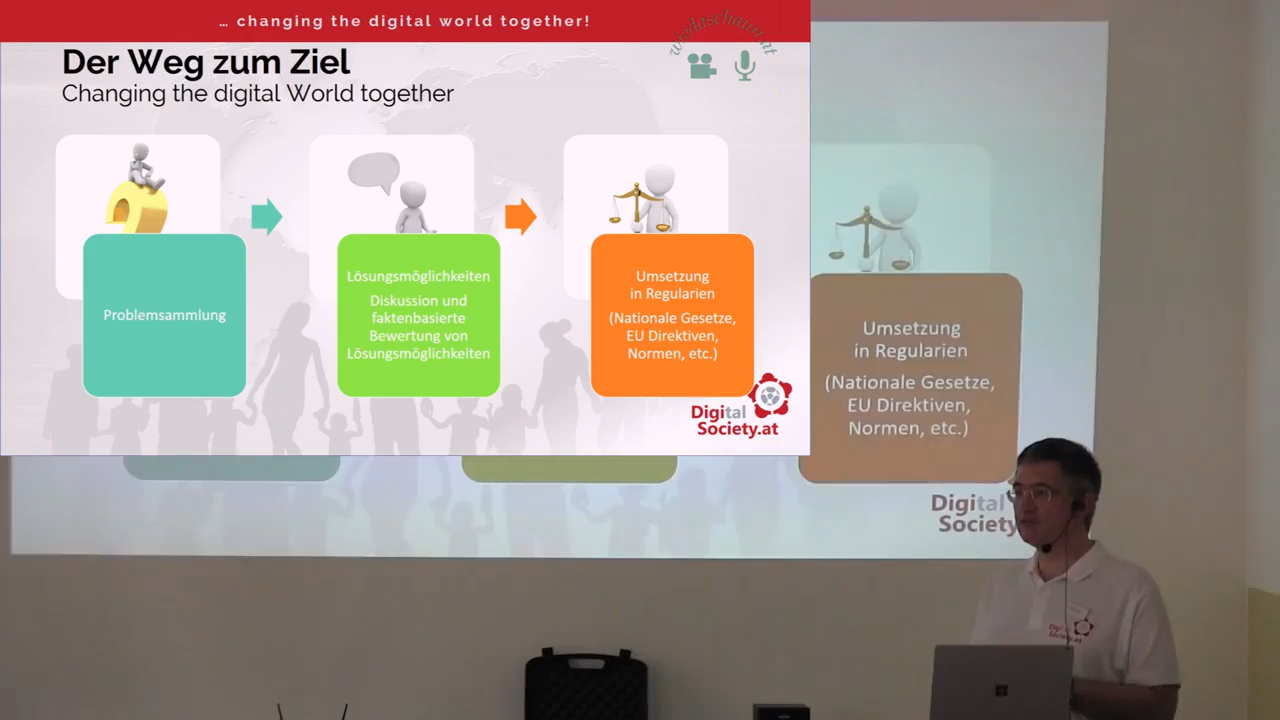 … changing the digital world together!
wndaschaun.at
Der Weg zum Ziel
Changing the digital World together
Problemsammlung
Lösungsmöglichkeiten
Diskussion und
faktenbasierte
Bewertung von
Lösungsmöglichkeiten
Umsetzung
in Regularien
(Nationale Gesetze,
EU Direktiven,
Normen, etc.)
Digital
Society.at
Umsetzung
in Regularien
(Nationale Gesetze,
EU Direktiven,
Normen, etc.)
Digital
Society